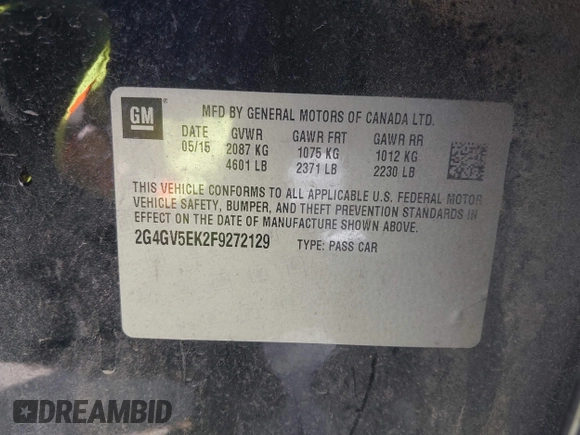 GM
MFD BY GENERAL MOTORS OF CANADA LTD.
DATE GVWR GAWR FRT GAWR RR
05/15 2087 KG 1075 KG 1012 KG
4601 LB 2371 LB 2230 LB
THIS VEHICLE CONFORMS TO ALL APPLICABLE U.S. FEDERAL MOTOR
VEHICLE SAFETY, BUMPER, AND THEFT PREVENTION STANDARDS IN
EFFECT ON THE DATE OF MANUFACTURE SHOWN ABOVE.
2G4GV5EK2F9272129 TYPE: PASS CAR
DREAMBID